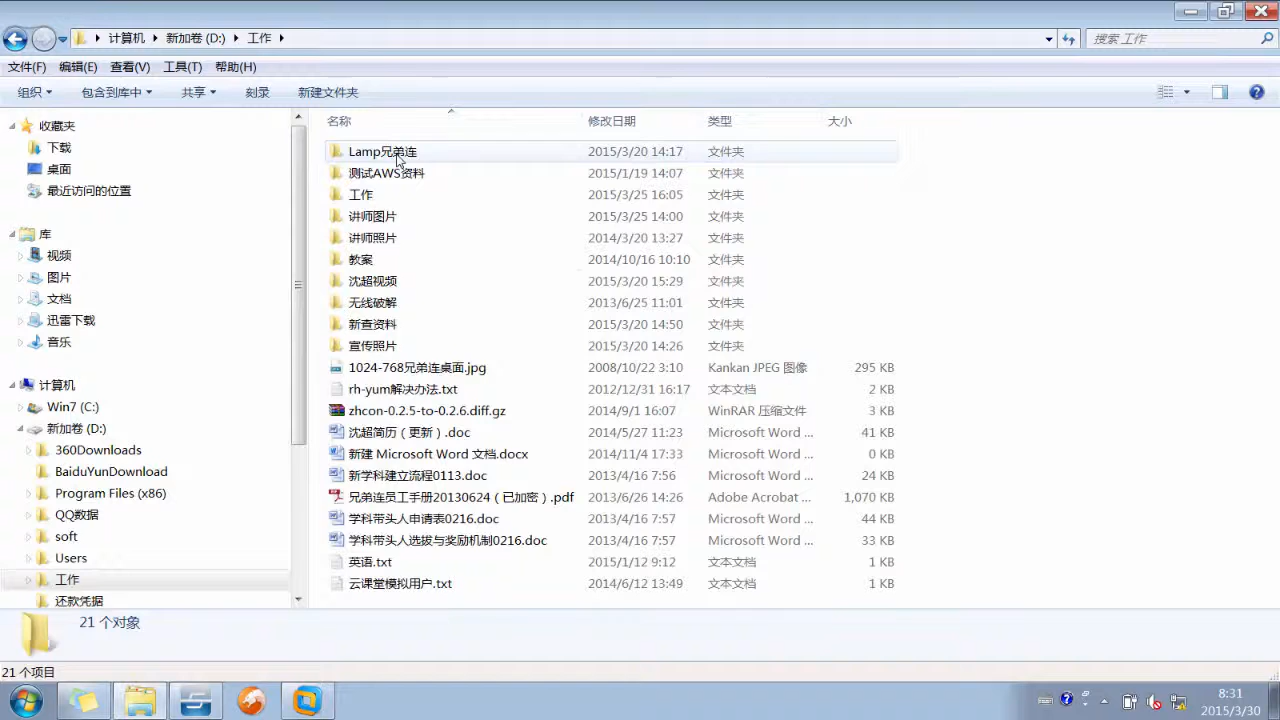 计算机 新加卷 (D:) 工作 搜索 工作
文件(F) 编辑(E) 查看(V) 工具(T) 帮助(H)
组织 包含到库中 共享 刻录 新建文件夹
收藏夹
下载
桌面
最近访问的位置
库
视频
图片
文档
迅雷下载
音乐
计算机
Win7 (C:)
新加卷 (D:)
360Downloads
BaiduYunDownload
Program Files (x86)
QQ数据
soft
Users
工作
还款凭据
名称 修改日期 类型 大小
Lamp兄弟连 2015/3/20 14:17 文件夹
测试AWS资料 2015/1/19 14:07 文件夹
工作 2015/3/25 16:05 文件夹
讲师图片 2015/3/25 14:00 文件夹
讲师照片 2014/3/20 13:27 文件夹
教案 2014/10/16 10:10 文件夹
沈超视频 2015/3/20 15:29 文件夹
无线破解 2013/6/25 11:01 文件夹
新查资料 2015/3/20 14:50 文件夹
宣传照片 2015/3/20 14:26 文件夹
1024-768兄弟连桌面.jpg 2008/10/22 3:10 Kankan JPEG 图像 295 KB
rh-yum解决办法.txt 2012/12/31 16:17 文本文档 2 KB
zhcon-0.2.5-to-0.2.6.diff.gz 2014/9/1 16:07 WinRAR 压缩文件 3 KB
沈超简历（更新）.doc 2014/5/27 11:23 Microsoft Word ... 41 KB
新建 Microsoft Word 文档.docx 2014/11/4 17:33 Microsoft Word ... 0 KB
新学科建立流程0113.doc 2013/4/16 7:56 Microsoft Word ... 24 KB
兄弟连员工手册20130624（已加密）.pdf 2013/6/26 14:26 Adobe Acrobat ... 1,070 KB
学科带头人申请表0216.doc 2013/4/16 7:57 Microsoft Word ... 44 KB
学科带头人选拔与奖励机制0216.doc 2013/4/16 7:57 Microsoft Word ... 33 KB
英语.txt 2015/1/12 9:12 文本文档 1 KB
云课堂模拟用户.txt 2014/6/12 13:49 文本文档 1 KB
21 个对象
21 个项目
8:31
2015/3/30